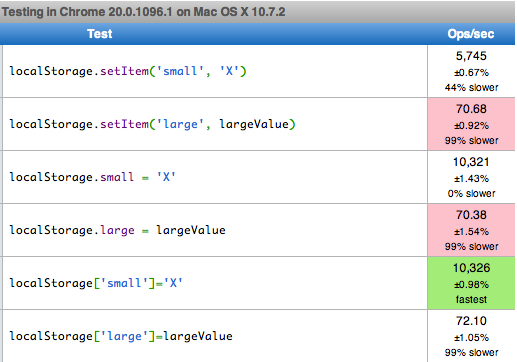 Testing in Chrome 20.0.1096.1 on Mac OS X 10.7.2
Test Ops/sec
localStorage.setItem('small', 'X') 5,745
±0.67%
44% slower
localStorage.setItem('large', largeValue) 70.68
±0.92%
99% slower
localStorage.small = 'X' 10,321
±1.43%
0% slower
localStorage.large = largeValue 70.38
±1.54%
99% slower
localStorage['small']='X' 10,326
±0.98%
fastest
localStorage['large']=largeValue 72.10
±1.05%
99% slower